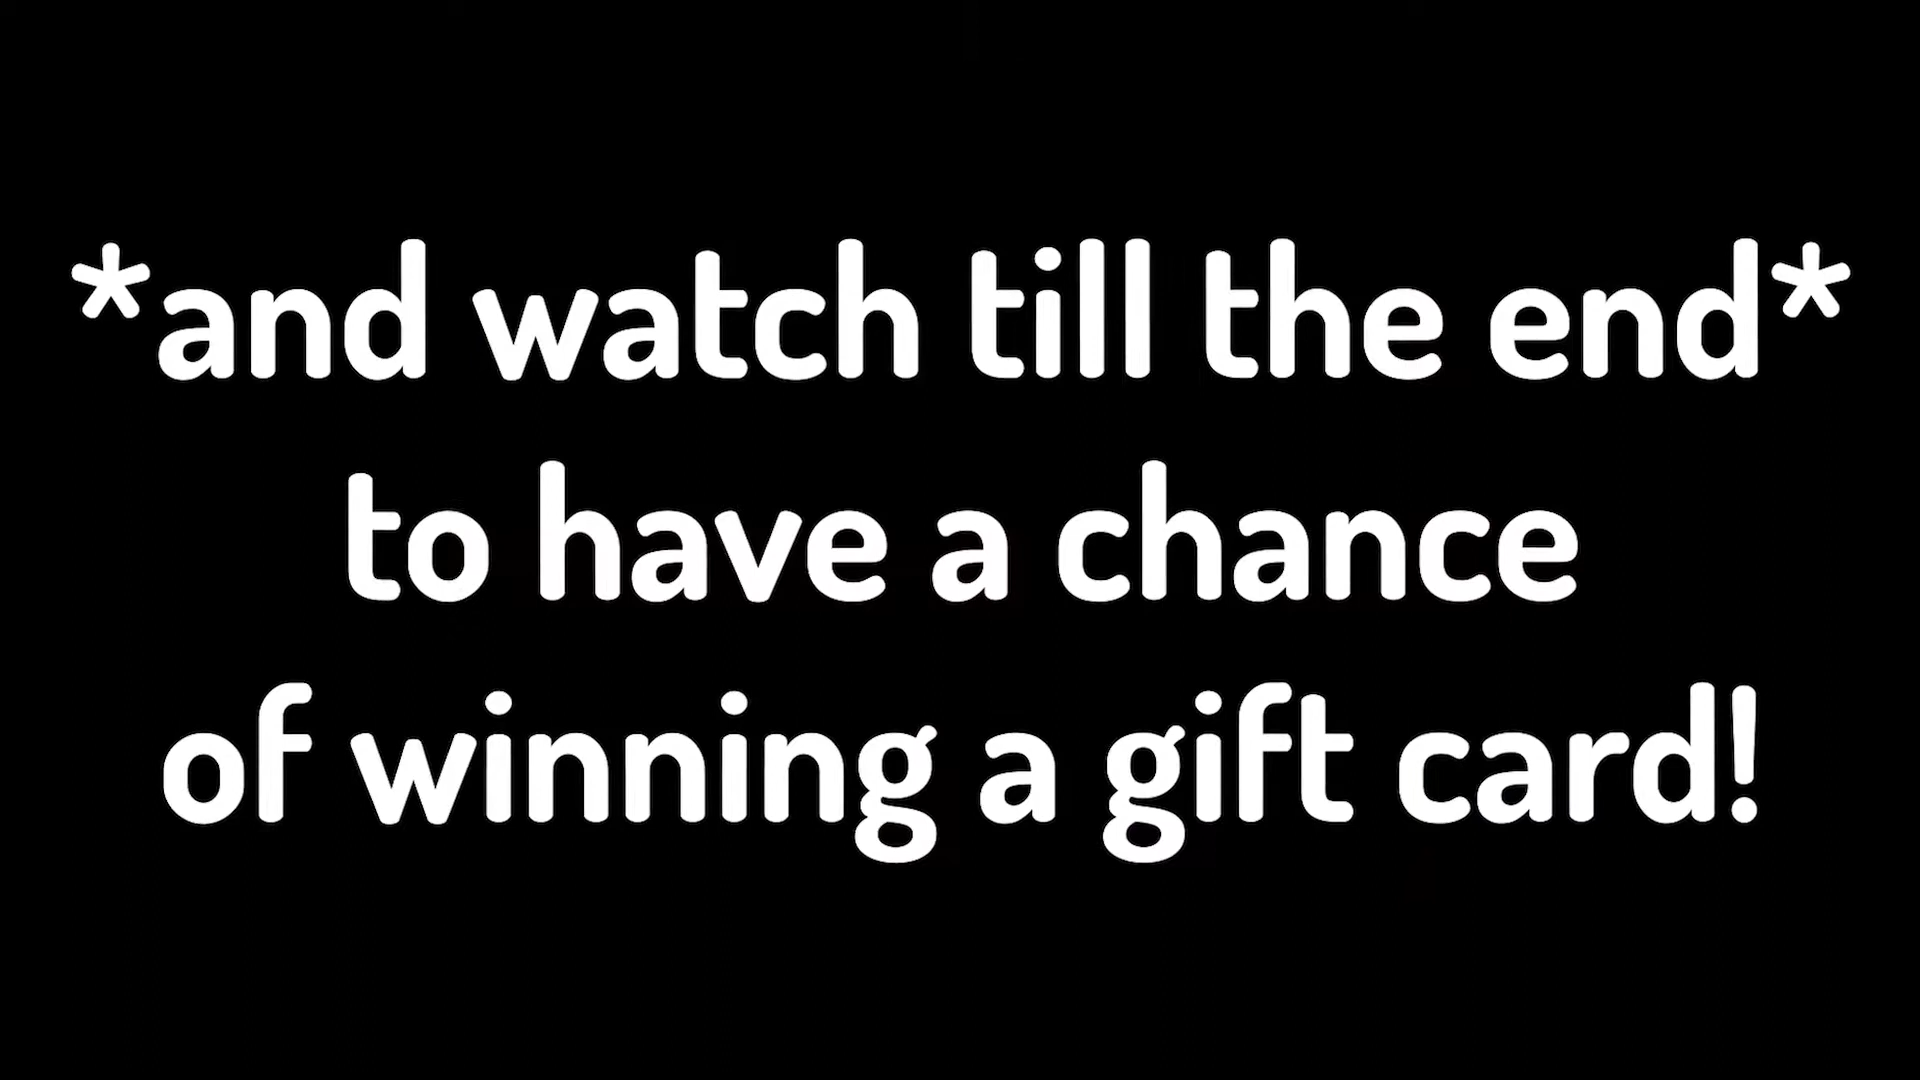 *and watch till the end*
to have a chance
of winning a gift card!